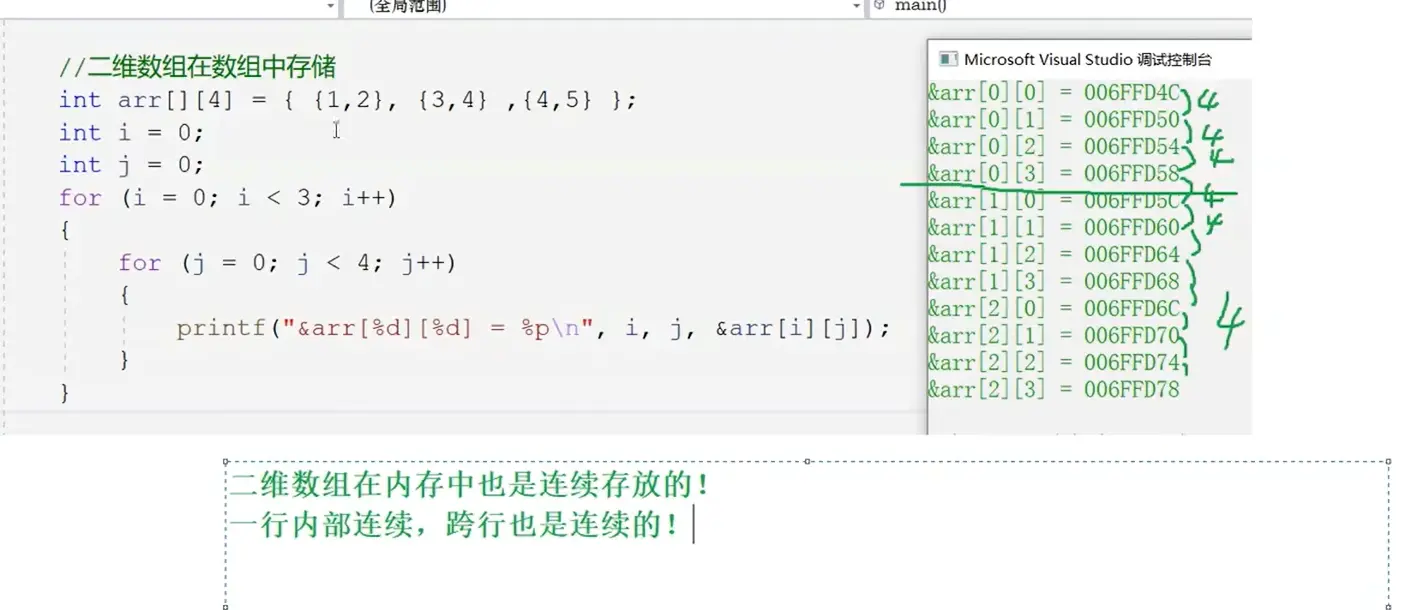 (全局范围)
main()
//二维数组在数组中存储
int arr[][4] = { {1,2}, {3,4} ,{4,5} };
int i = 0;
int j = 0;
for (i = 0; i < 3; i++)
{
for (j = 0; j < 4; j++)
{
printf("&arr[%d][%d] = %p\n", i, j, &arr[i][j]);
}
}
Microsoft Visual Studio 调试控制台
&arr[0][0] = 006FFD4C 4
&arr[0][1] = 006FFD50 4
&arr[0][2] = 006FFD54 4
&arr[0][3] = 006FFD58
&arr[1][0] = 006FFD5C 4
&arr[1][1] = 006FFD60 4
&arr[1][2] = 006FFD64
&arr[1][3] = 006FFD68
&arr[2][0] = 006FFD6C 4
&arr[2][1] = 006FFD70
&arr[2][2] = 006FFD74
&arr[2][3] = 006FFD78
二维数组在内存中也是连续存放的！
一行内部连续，跨行也是连续的！